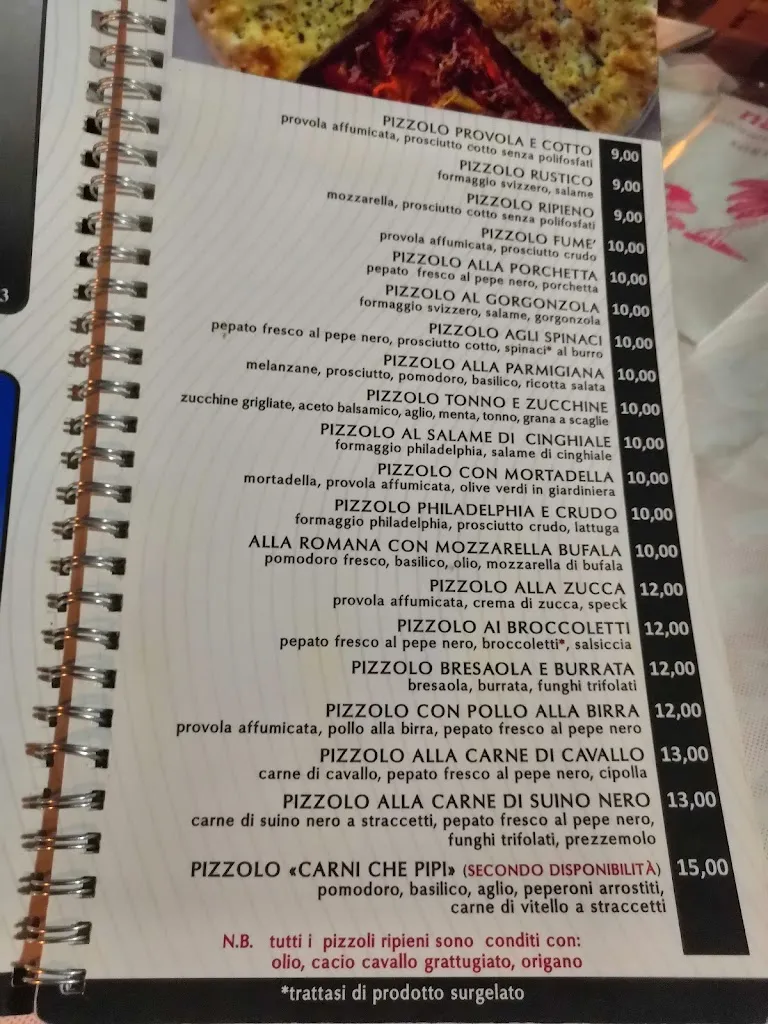 PIZZOLO PROVOLA E COTTO 9,00
provola affumicata, prosciutto cotto senza polifosfati
PIZZOLO RUSTICO 9,00
formaggio svizzero, salame
PIZZOLO RIPIENO 9,00
mozzarella, prosciutto cotto senza polifosfati
PIZZOLO FUME' 10,00
provola affumicata, prosciutto crudo
PIZZOLO ALLA PORCHETTA 10,00
pepato fresco al pepe nero, porchetta
PIZZOLO AL GORGONZOLA 10,00
formaggio svizzero, salame, gorgonzola
PIZZOLO AGLI SPINACI 10,00
pepato fresco al pepe nero, prosciutto cotto, spinaci* al burro
PIZZOLO ALLA PARMIGIANA 10,00
melanzane, prosciutto, pomodoro, basilico, ricotta salata
PIZZOLO TONNO E ZUCCHINE 10,00
zucchine grigliate, aceto balsamico, aglio, menta, tonno, grana a scaglie
PIZZOLO AL SALAME DI CINGHIALE 10,00
formaggio philadelphia, salame di cinghiale
PIZZOLO CON MORTADELLA 10,00
mortadella, provola affumicata, olive verdi in giardiniera
PIZZOLO PHILADELPHIA E CRUDO 10,00
formaggio philadelphia, prosciutto crudo, lattuga
ALLA ROMANA CON MOZZARELLA BUFALA 10,00
pomodoro fresco, basilico, olio, mozzarella di bufala
PIZZOLO ALLA ZUCCA 12,00
provola affumicata, crema di zucca, speck
PIZZOLO AI BROCCOLETTI 12,00
pepato fresco al pepe nero, broccoletti*, salsiccia
PIZZOLO BRESAOLA E BURRATA 12,00
bresaola, burrata, funghi trifolati
PIZZOLO CON POLLO ALLA BIRRA 12,00
provola affumicata, pollo alla birra, pepato fresco al pepe nero
PIZZOLO ALLA CARNE DI CAVALLO 13,00
carne di cavallo, pepato fresco al pepe nero, cipolla
PIZZOLO ALLA CARNE DI SUINO NERO 13,00
carne di suino nero a straccetti, pepato fresco al pepe nero,
funghi trifolati, prezzemolo
PIZZOLO «CARNI CHE PIPI» (SECONDO DISPONIBILITÀ) 15,00
pomodoro, basilico, aglio, peperoni arrostiti,
carne di vitello a straccetti
N.B. tutti i pizzoli ripieni sono conditi con:
olio, cacio cavallo grattugiato, origano
*trattasi di prodotto surgelato
3